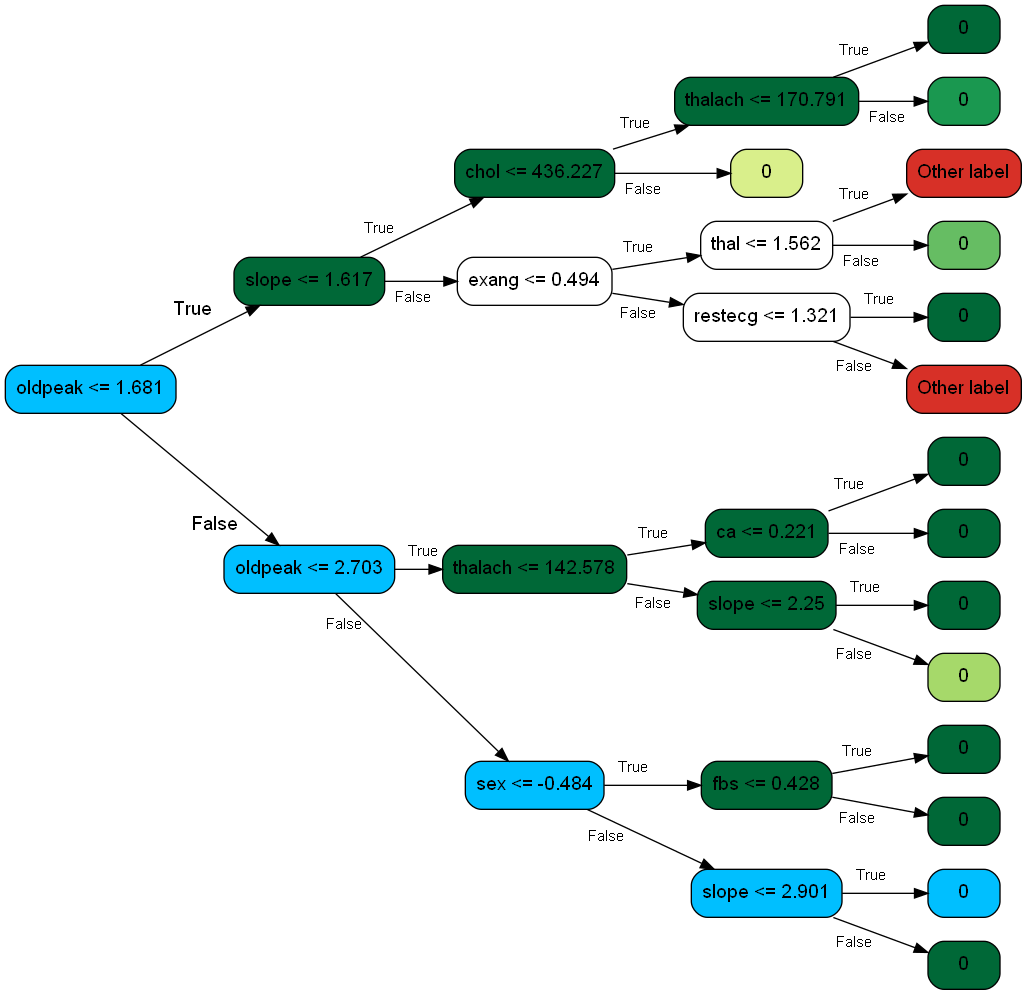 0
True
thalach <= 170.791
0
False
True
chol <= 436.227
0
False
Other label
True
True
thal <= 1.562
0
True
False
slope <= 1.617
exang <= 0.494
False
True
False
restecg <= 1.321
True
0
False
Other label
oldpeak <= 1.681
0
True
False
ca <= 0.221
0
True
False
oldpeak <= 2.703
True
thalach <= 142.578
slope <= 2.25
True
0
False
False
False
0
0
True
sex <= -0.484
True
fbs <= 0.428
0
False
False
slope <= 2.901
True
0
False
0